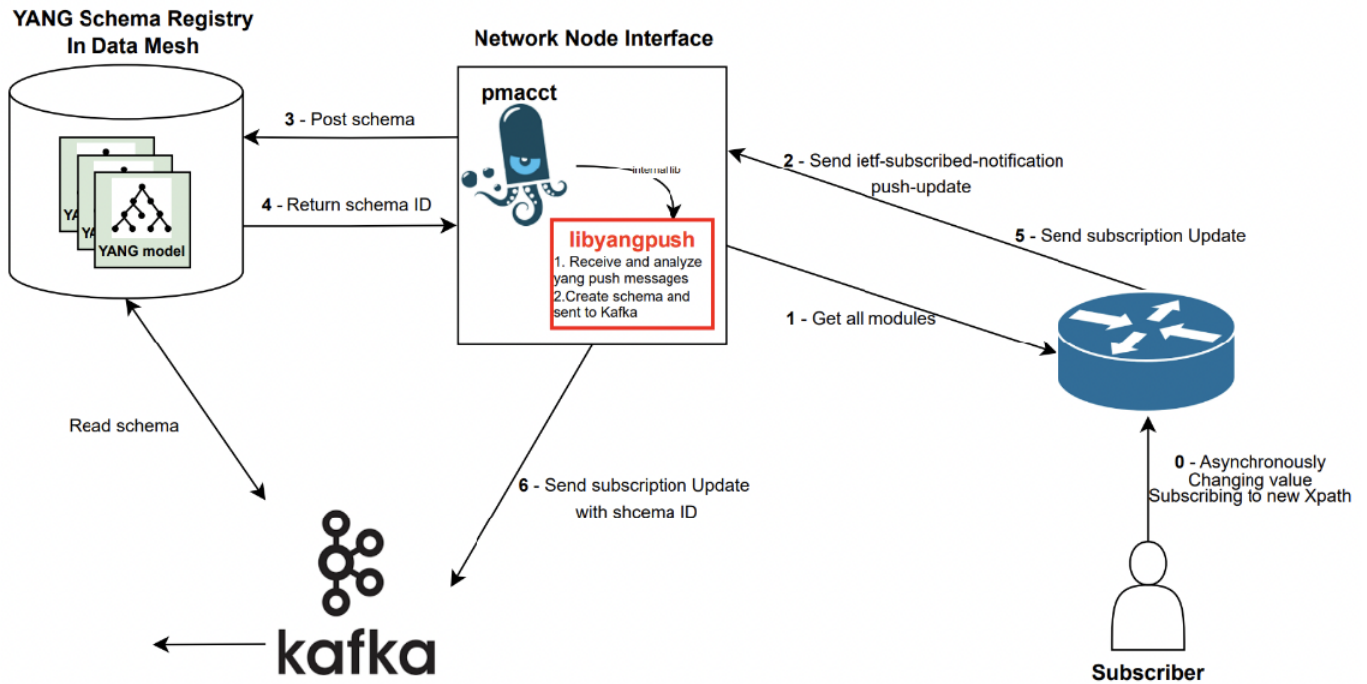 YANG Schema Registry
In Data Mesh
Network Node Interface
pmacct
3 - Post schema
internal lib
2 - Send ietf-subscribed-notification
push-update
4 - Return schema ID
YA
YA
YANG model
libyangpush
1. Receive and analyze
yang push messages
2.Create schema and
sent to Kafka
5 - Send subscription Update
1 - Get all modules
Read schema
0 - Asynchronously
Changing value
Subscribing to new Xpath
6 - Send subscription Update
with shcema ID
kafka
Subscriber